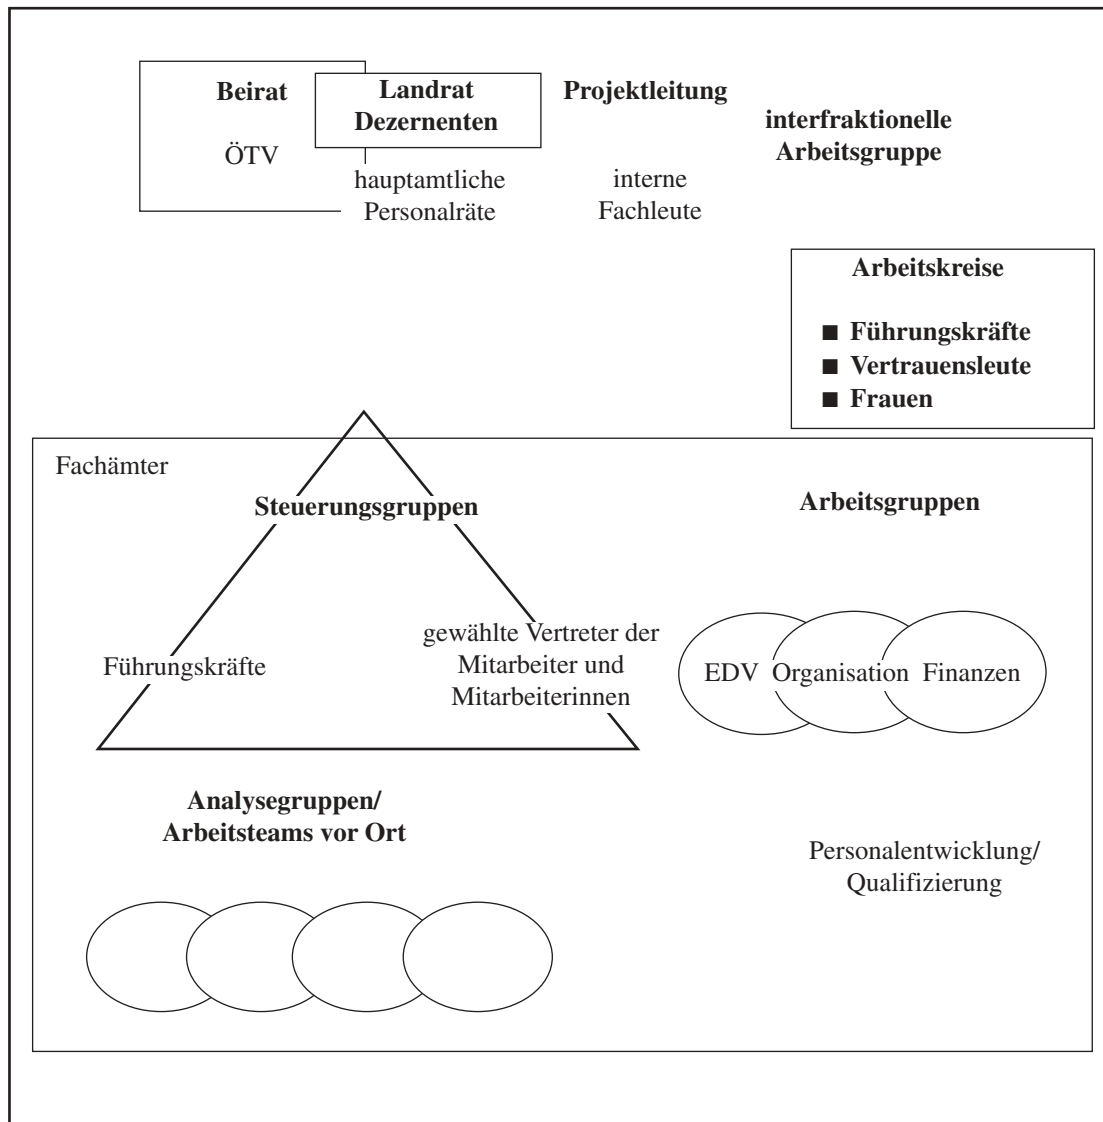 Beirat
ÖTV
Landrat
Dezernenten
hauptamtliche
Personalräte
Projektleitung
interne
Fachleute
interfraktionelle
Arbeitsgruppe
Arbeitskreise
■ Führungskräfte
■ Vertrauensleute
■ Frauen
Fachämter
Steuerungsgruppen
Führungskräfte
gewählte Vertreter der
Mitarbeiter und
Mitarbeiterinnen
Arbeitsgruppen
EDV Organisation Finanzen
Analysegruppen/
Arbeitsteams vor Ort
Personalentwicklung/
Qualifizierung